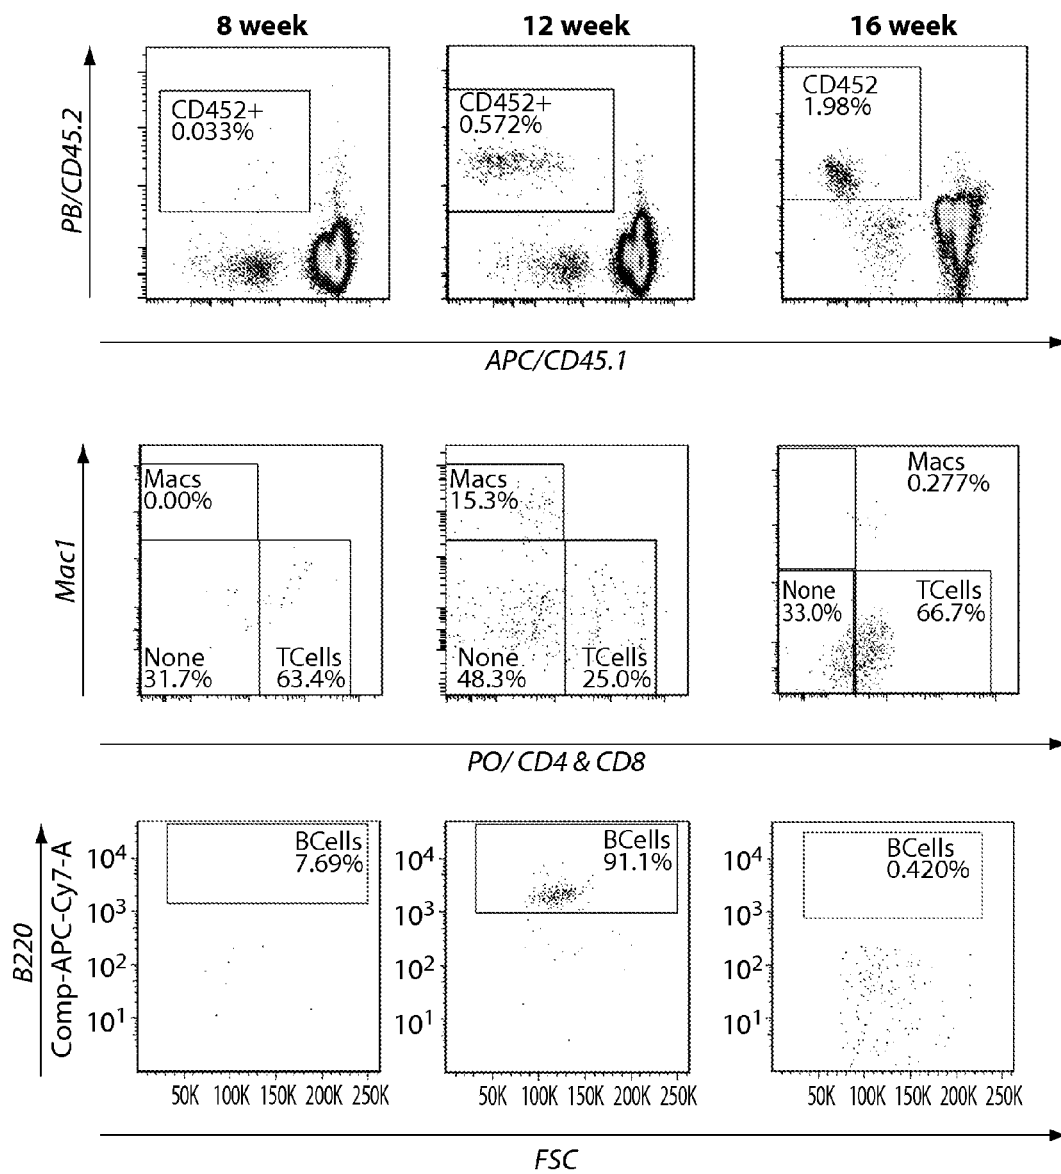 8 week
12 week
16 week
PB/CD45.2
CD452+
0.033%
CD452+
0.572%
CD452
1.98%
APC/CD45.1
Mac1
Macs
0.00%
None
31.7%
TCells
63.4%
Macs
15.3%
None
48.3%
TCells
25.0%
Macs
0.277%
None
33.0%
TCells
66.7%
PO/ CD4 & CD8
B220
Comp-APC-Cy7-A
104
103
102
101
BCells
7.69%
50K 100K 150K 200K 250K
104
103
102
101
BCells
91.1%
50K 100K 150K 200K 250K
104
103
102
101
BCells
0.420%
50K 100K 150K 200K 250K
FSC